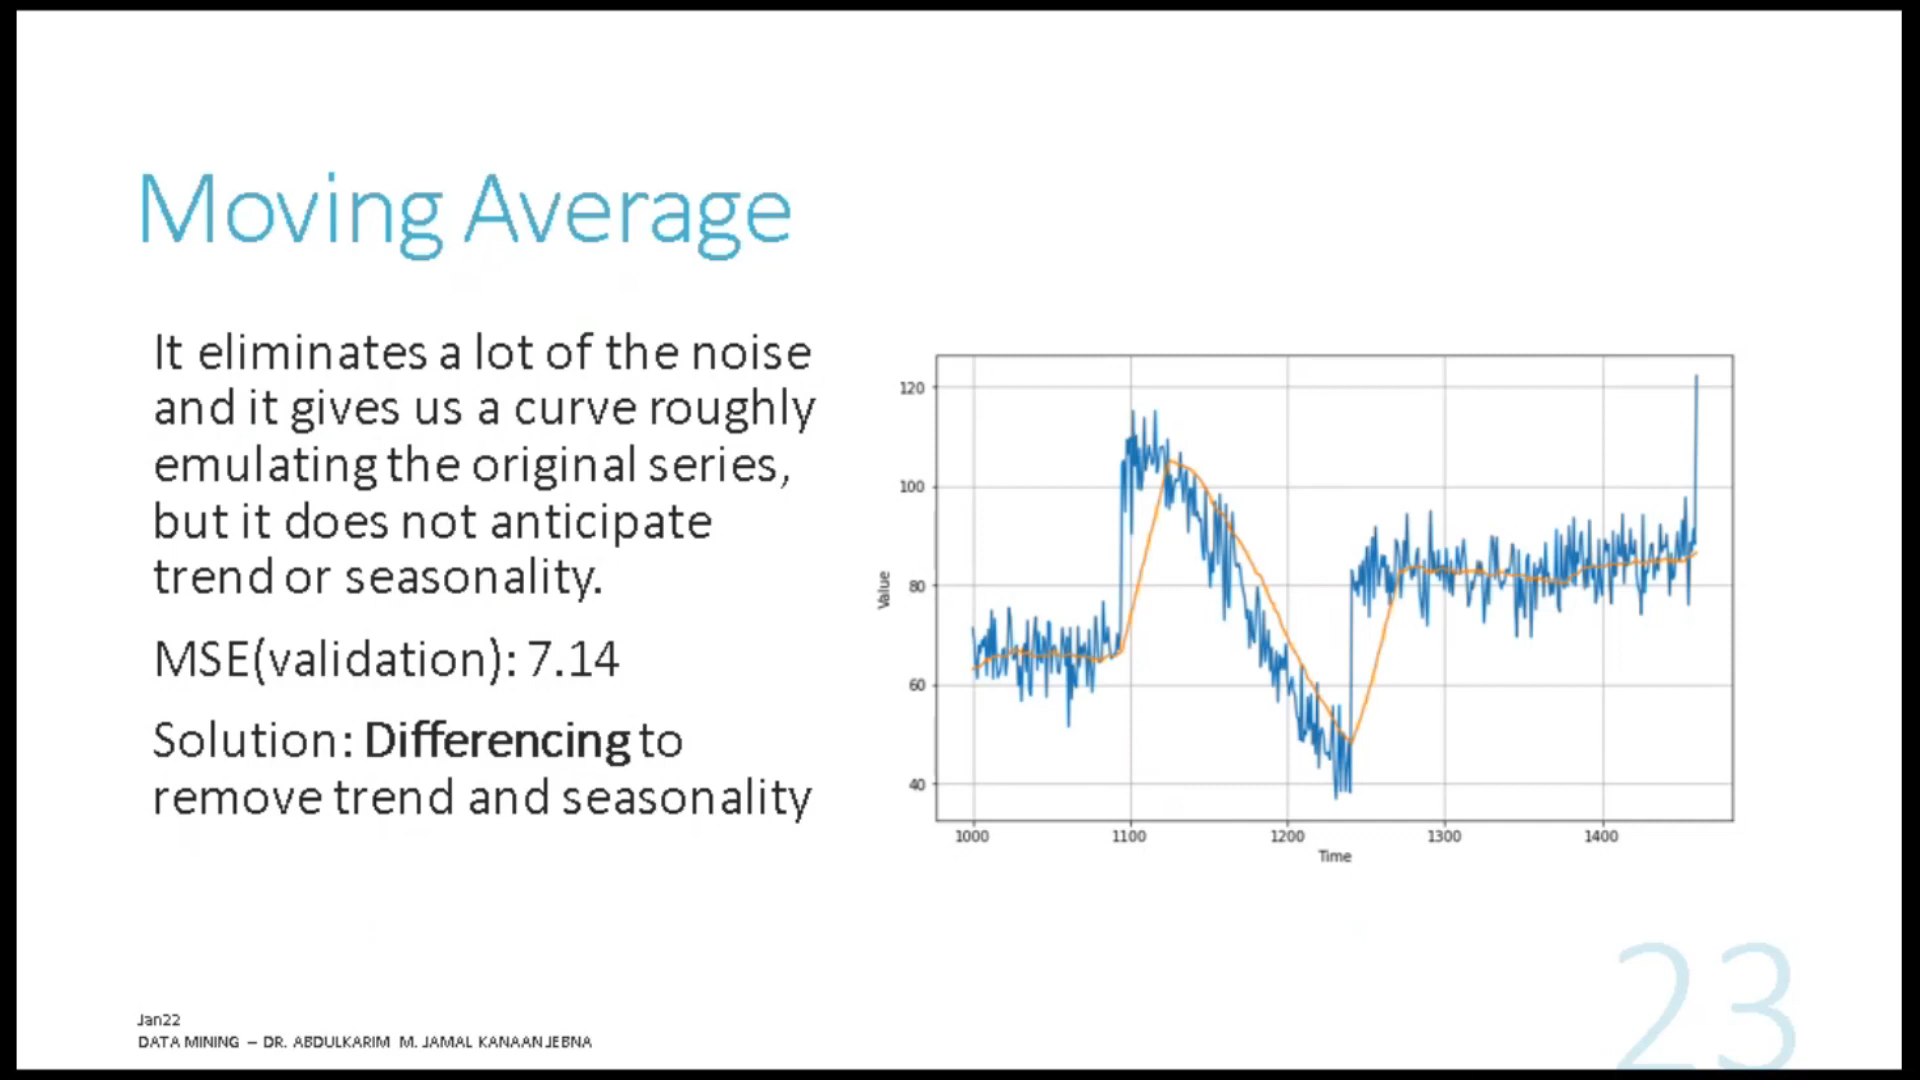 Moving Average
It eliminates a lot of the noise
and it gives us a curve roughly
emulating the original series,
but it does not anticipate
trend or seasonality.
MSE(validation): 7.14
Solution: Differencing to
remove trend and seasonality
120
100
80
60
40
Value
1000 1100 1200 1300 1400
Time
Jan22
DATA MINING – DR. ABDULKARIM M. JAMAL KANAAN JEBNA
23